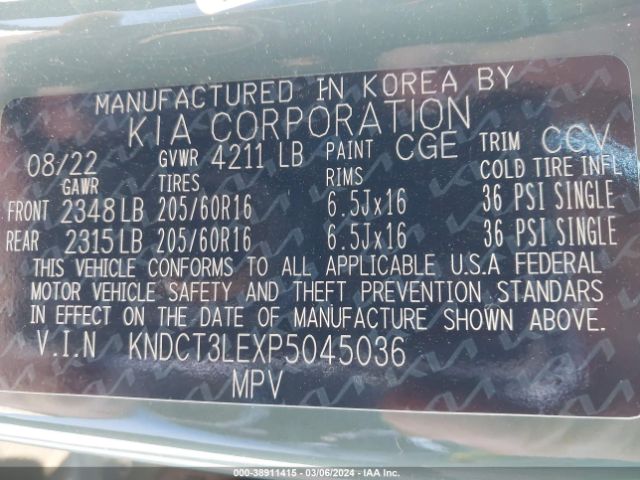 MANUFACTURED IN KOREA BY
KIA CORPORATION
08/22 GVWR 4211 LB PAINT CGE TRIM CCV
GAWR TIRES RIMS COLD TIRE INFL
FRONT 2348 LB 205/60R16 6.5Jx16 36 PSI SINGLE
REAR 2315 LB 205/60R16 6.5Jx16 36 PSI SINGLE
THIS VEHICLE CONFORMS TO ALL APPLICABLE U.S.A FEDERAL
MOTOR VEHICLE SAFETY AND THEFT PREVENTION STANDARS
IN EFFECT ON THE DATE OF MANUFACTURE SHOWN ABOVE.
V.I.N KNDCT3LEXP5045036
MPV
000-38911415 - 03/06/2024 - IAA Inc.